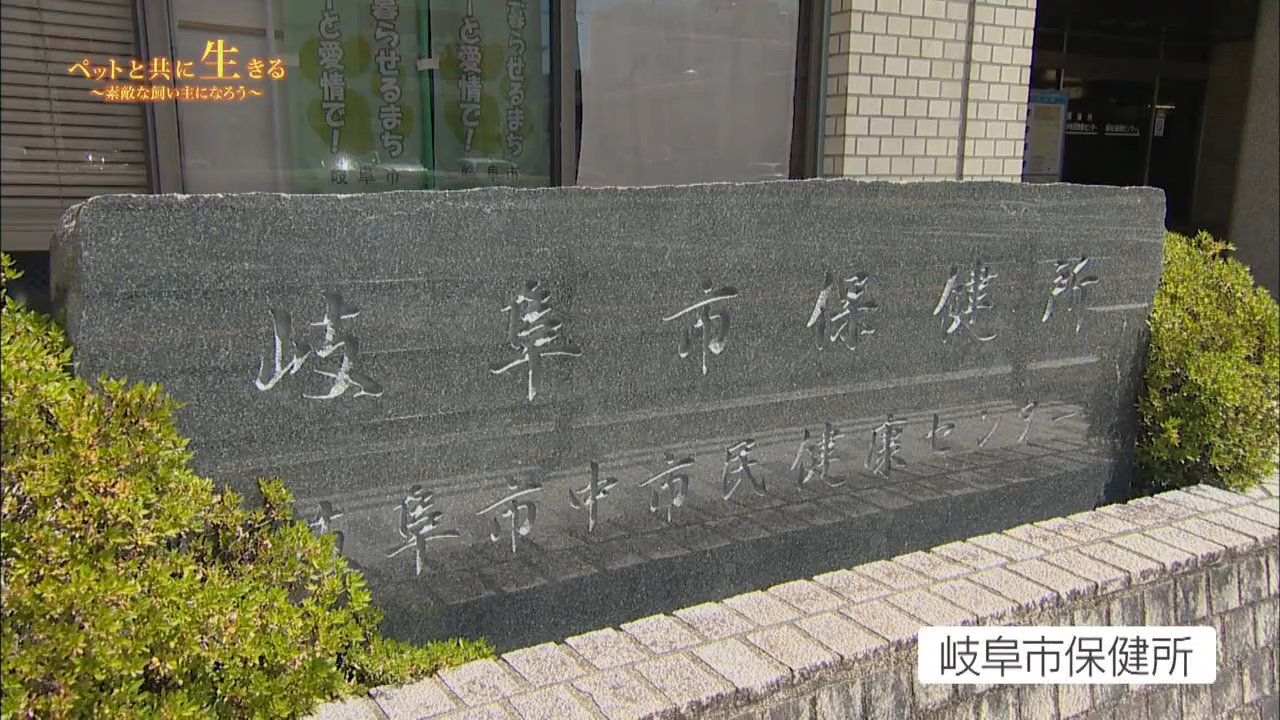 ペットと共に生きる
～素敵な飼い主になろう～
ーと愛情で!
暮らせるまち
岐阜市
ーと愛情で!
暮らせるまち
岐阜市
岐阜市保健所
岐阜市中市民健康センター
岐阜市保健所